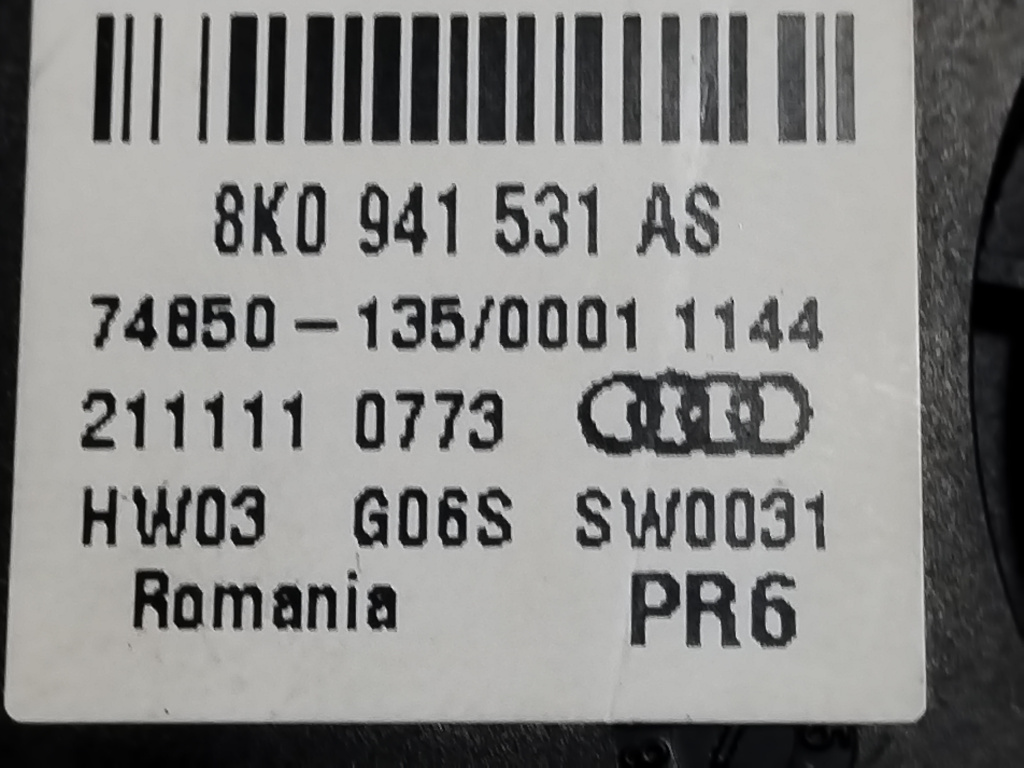 8K0 941 531 AS
74850-135/0001 1144
211111 0773
HW03 G06S SW0031
Romania PR6